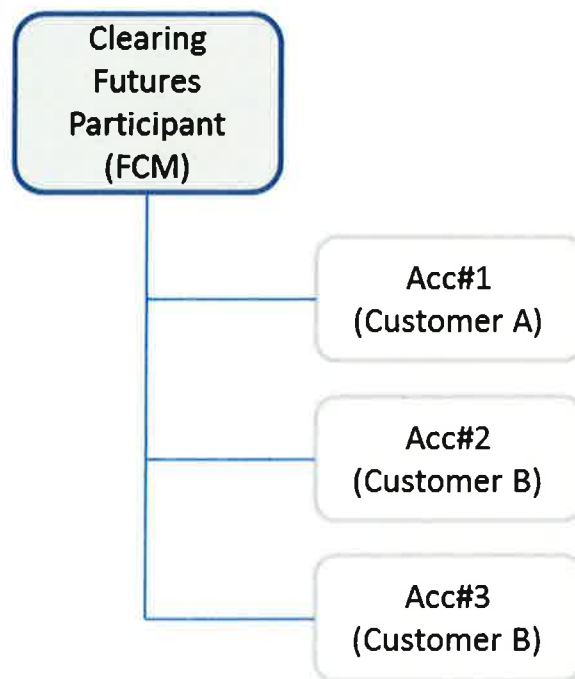 Clearing
Futures
Participant
(FCM)
Acc#1
(Customer A)
Acc#2
(Customer B)
Acc#3
(Customer B)